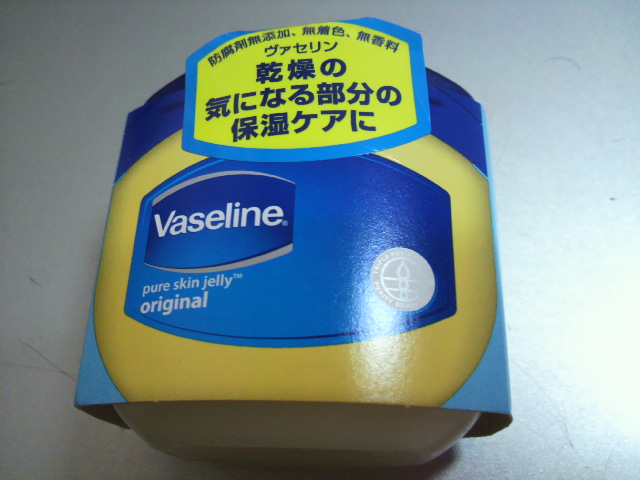 防腐剤無添加、無着色、無香料
ヴァセリン
乾燥の
気になる部分の
保湿ケアに
Vaseline®
pure skin jelly™
original